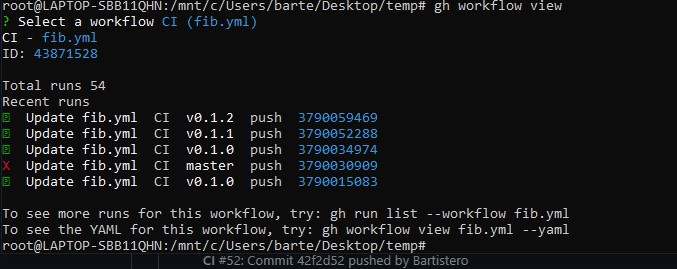 root@LAPTOP-SBB11QHN:/mnt/c/Users/barte/Desktop/temp# gh workflow view
? Select a workflow CI (fib.yml)
CI - fib.yml
ID: 43871528
Total runs 54
Recent runs
Update fib.yml CI v0.1.2 push 3790059469
Update fib.yml CI v0.1.1 push 3790052288
Update fib.yml CI v0.1.0 push 3790034974
X Update fib.yml CI master push 3790030909
Update fib.yml CI v0.1.0 push 3790015083
To see more runs for this workflow, try: gh run list --workflow fib.yml
To see the YAML for this workflow, try: gh workflow view fib.yml --yaml
root@LAPTOP-SBB11QHN:/mnt/c/Users/barte/Desktop/temp#
CI #52: Commit 42f2d52 pushed by Bartistero